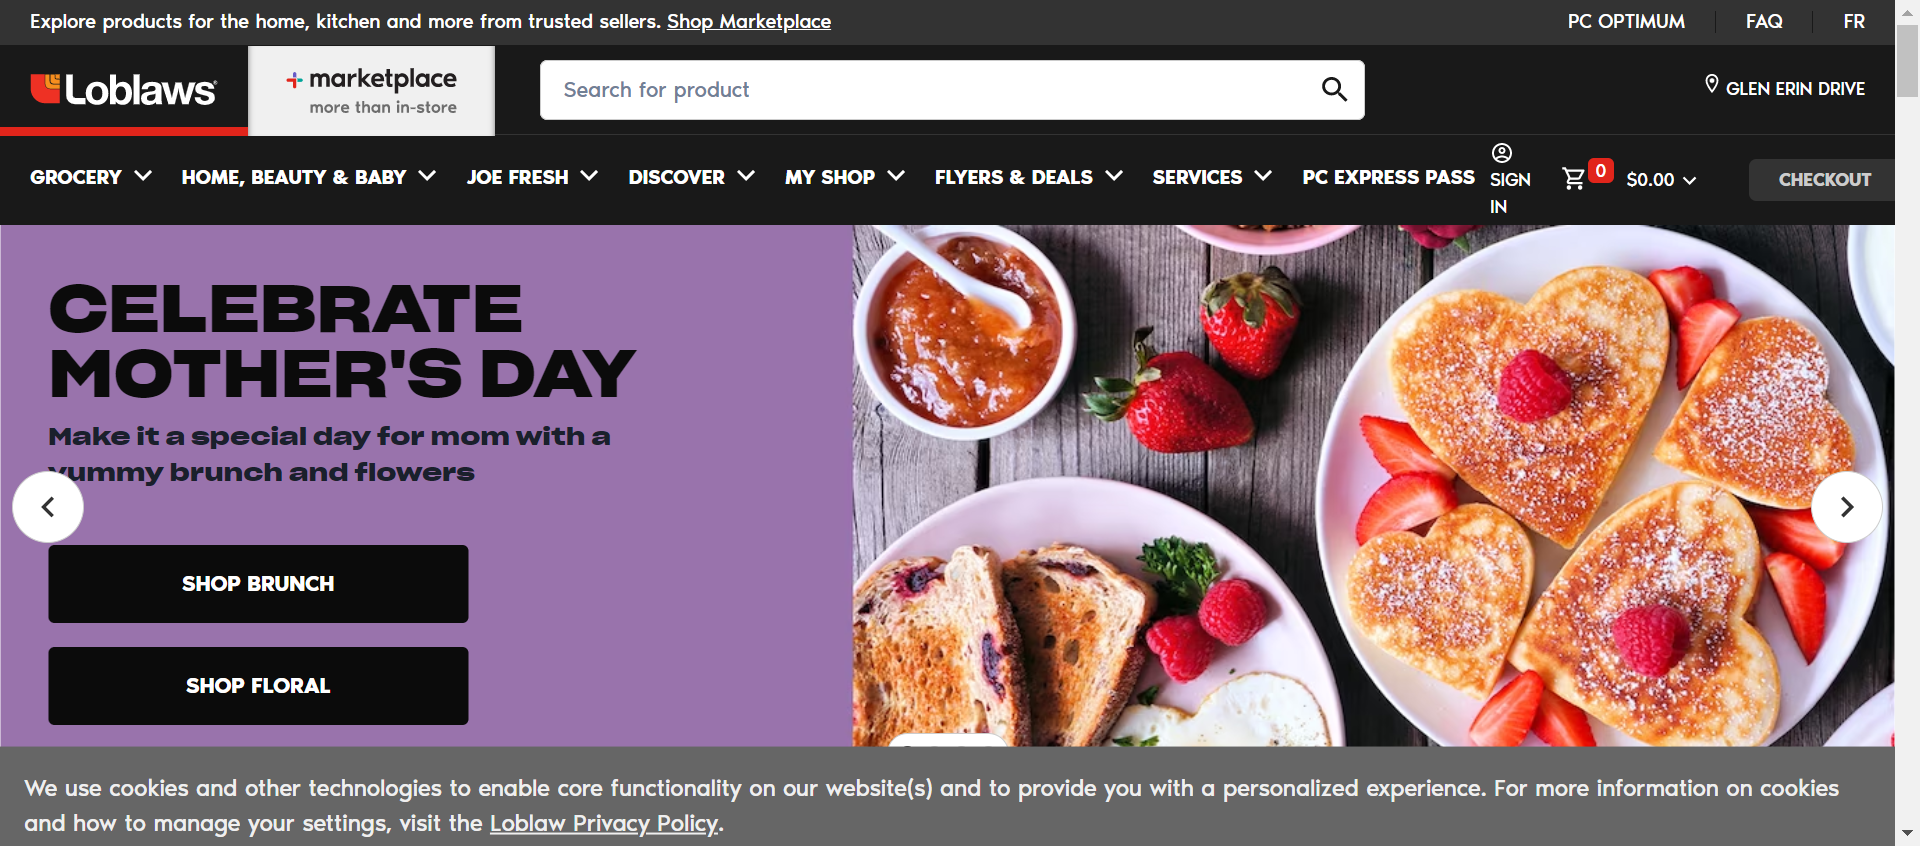 Explore products for the home, kitchen and more from trusted sellers. Shop Marketplace
PC OPTIMUM
FAQ
FR
Loblaws
marketplace
more than in-store
Search for product
GLEN ERIN DRIVE
GROCERY
HOME, BEAUTY & BABY
JOE FRESH
DISCOVER
MY SHOP
FLYERS & DEALS
SERVICES
PC EXPRESS PASS
SIGN
IN
0
$0.00
CHECKOUT
CELEBRATE
MOTHER'S DAY
Make it a special day for mom with a
yummy brunch and flowers
SHOP BRUNCH
SHOP FLORAL
We use cookies and other technologies to enable core functionality on our website(s) and to provide you with a personalized experience. For more information on cookies
and how to manage your settings, visit the Loblaw Privacy Policy.